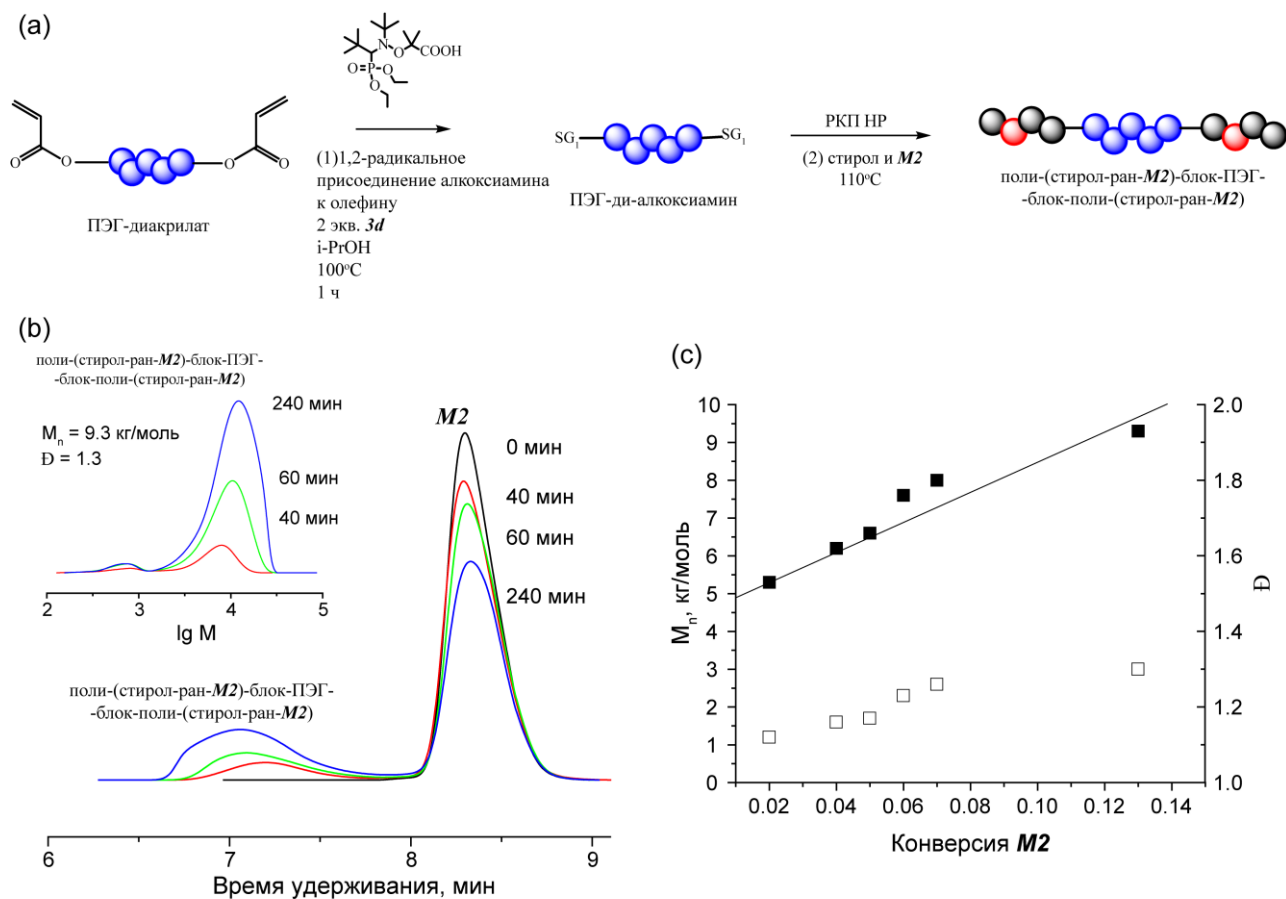 (a)
N
O
COOH
O
P
O
O
O
O
O
O
ПЭГ-диакрилат
(1)1,2-радикальное
присоединение алкоксиамина
к олефину
2 экв. 3d
i-PrOH
100°C
1 ч
SG1
SG1
ПЭГ-ди-алкоксиамин
РКП НР
(2) стирол и M2
110°C
поли-(стирол-ран-M2)-блок-ПЭГ-
-блок-поли-(стирол-ран-M2)
(b)
поли-(стирол-ран-M2)-блок-ПЭГ-
-блок-поли-(стирол-ран-M2)
Mn = 9.3 кг/моль
Đ = 1.3
240 мин
60 мин
40 мин
2 3 4 5
lg M
M2
0 мин
40 мин
60 мин
240 мин
поли-(стирол-ран-M2)-блок-ПЭГ-
-блок-поли-(стирол-ран-M2)
6 7 8 9
Время удерживания, мин
(c)
10
9
8
7
6
5
4
3
2
1
0
Mn, кг/моль
2.0
1.8
1.6
1.4
1.2
1.0
Đ
0.02 0.04 0.06 0.08 0.10 0.12 0.14
Конверсия M2